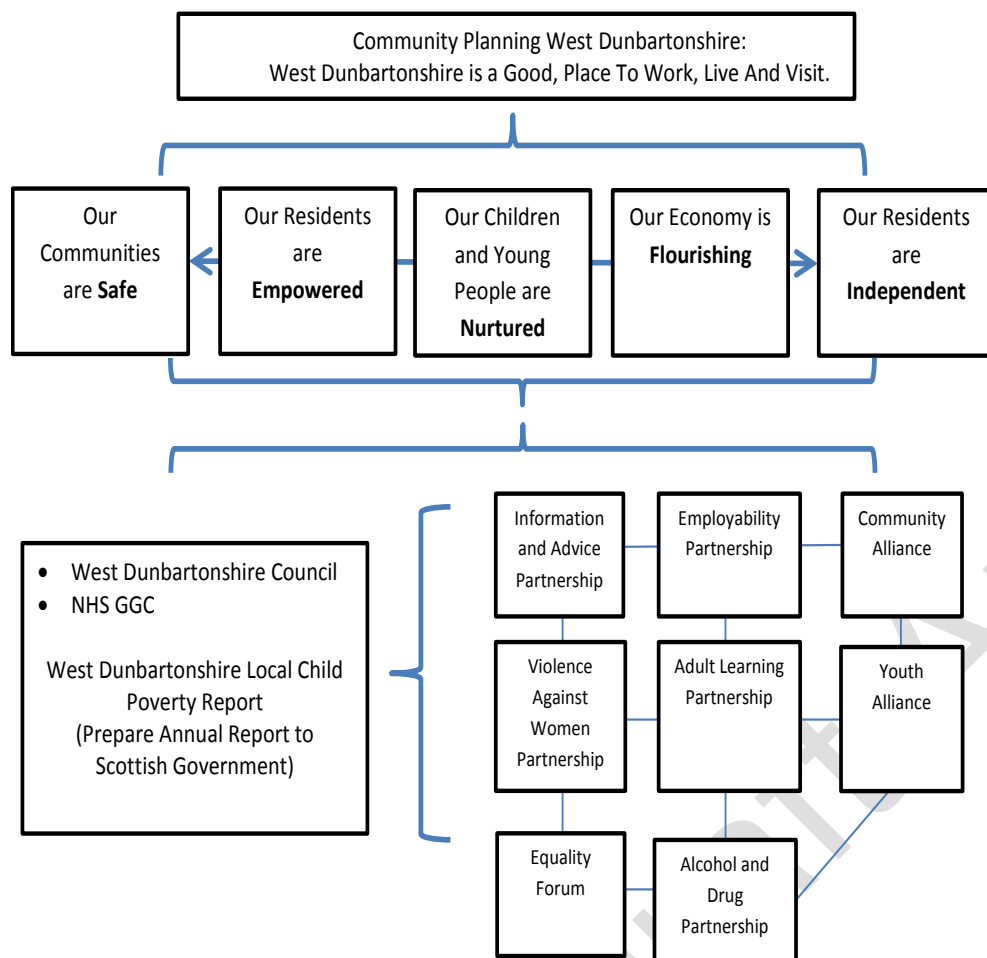 Community Planning West Dunbartonshire:
West Dunbartonshire is a Good, Place To Work, Live And Visit.
Our
Communities
are Safe
Our Residents
are
Empowered
Our Children
and Young
People are
Nurtured
Our Economy is
Flourishing
Our Residents
are
Independent
• West Dunbartonshire Council
• NHS GGC
West Dunbartonshire Local Child
Poverty Report
(Prepare Annual Report to
Scottish Government)
Information
and Advice
Partnership
Employability
Partnership
Community
Alliance
Violence
Against
Women
Partnership
Adult Learning
Partnership
Youth
Alliance
Equality
Forum
Alcohol and
Drug
Partnership